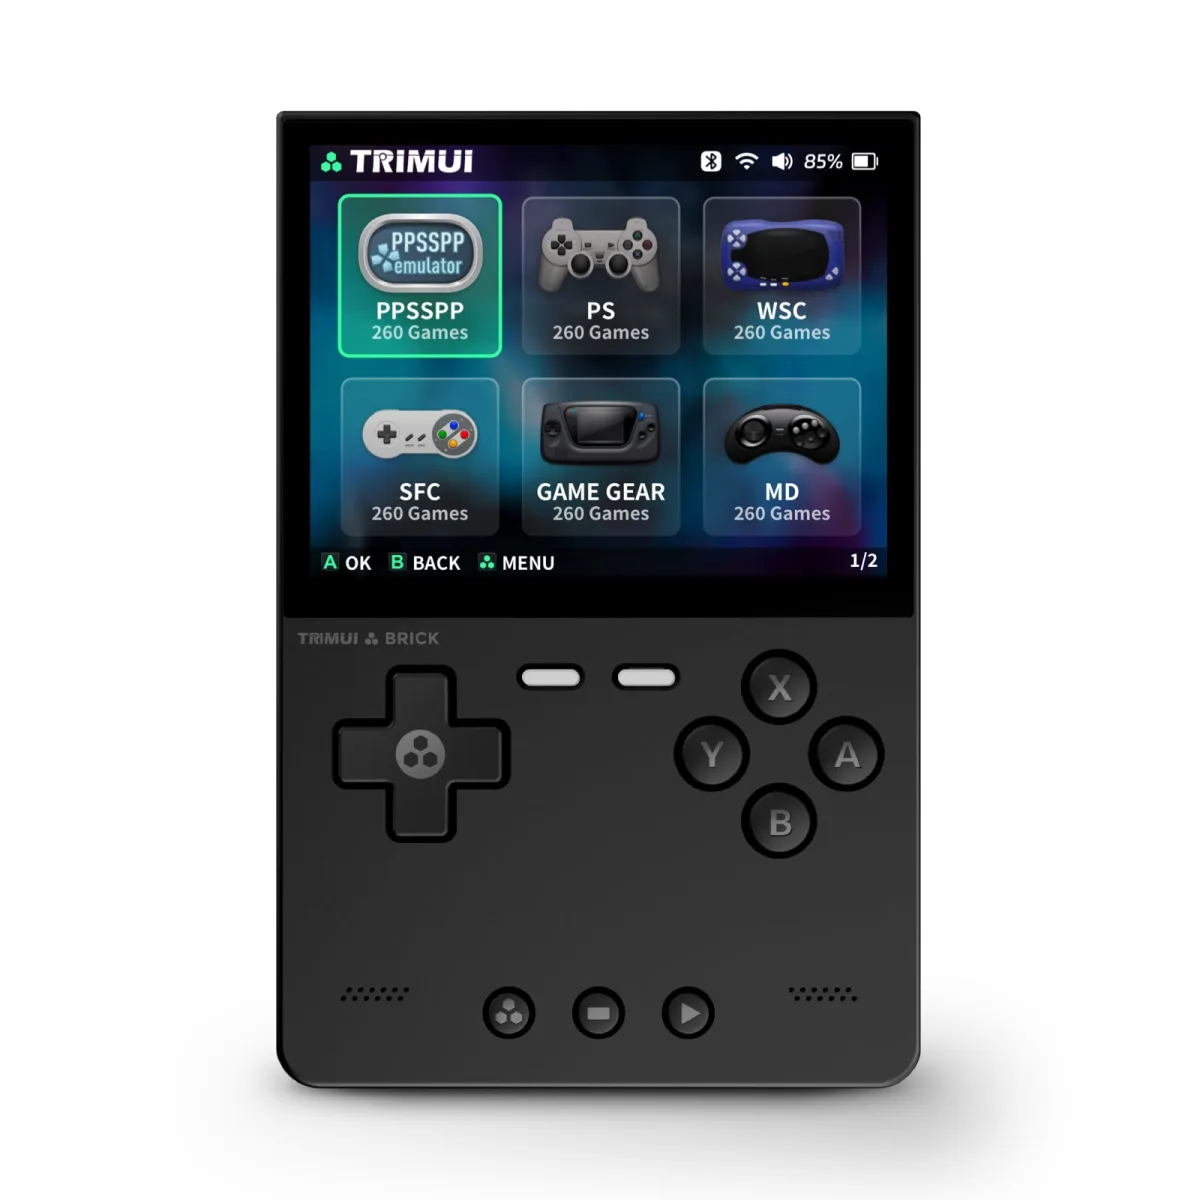 TRIMUI 85%
PPSSPP emulator
PPSSPP
260 Games
PS
260 Games
WSC
260 Games
SFC
260 Games
GAME GEAR
260 Games
MD
260 Games
A OK B BACK MENU 1/2
TRIMUI BRICK
X
Y A
B